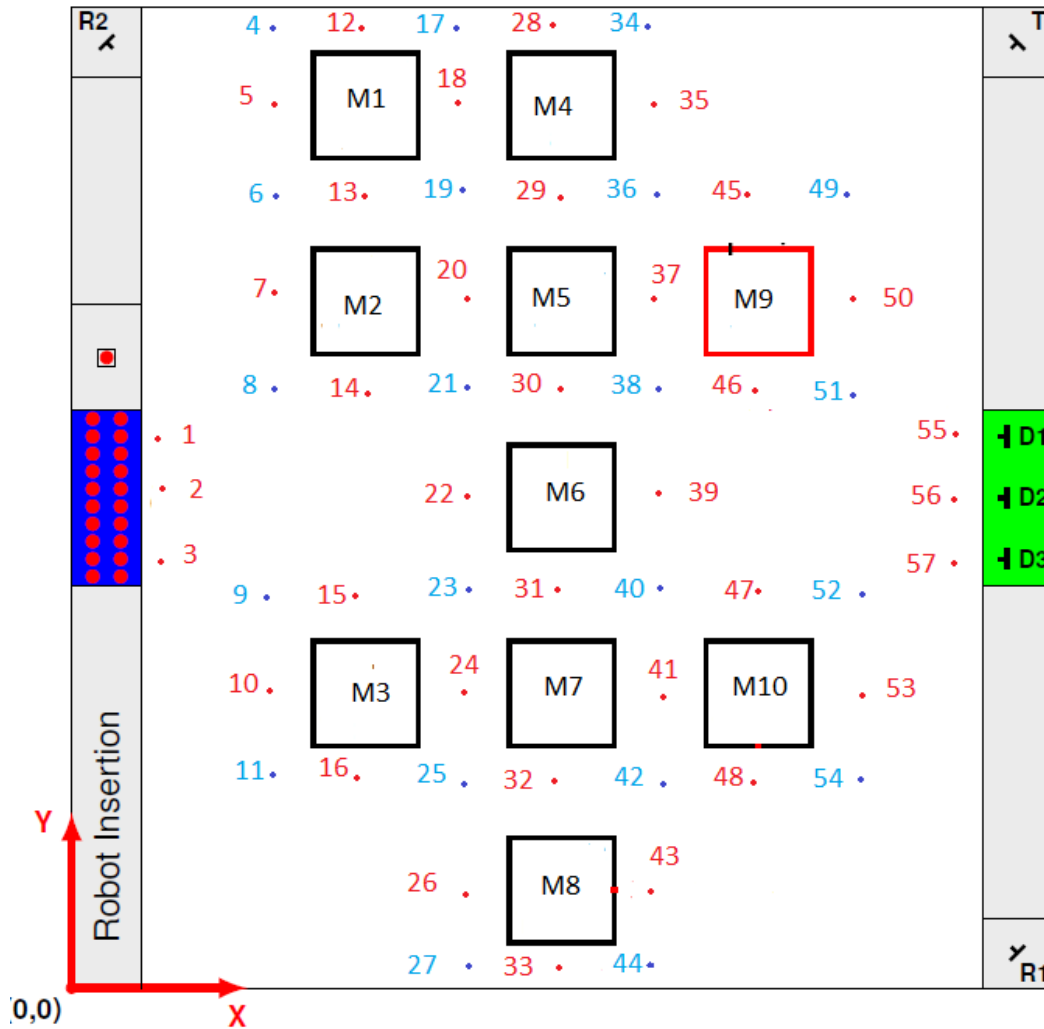 R2 4 12 17 28 34 T
5 M1 18 M4 35
6 13 19 29 36 45 49
7 M2 20 M5 37 M9 50
8 14 21 30 38 46 51
1 55 D1
2 22 M6 39 56 D2
3 57 D3
9 15 23 31 40 47 52
10 M3 24 M7 41 M10 53
11 16 25 32 42 48 54
Robot Insertion
Y
26 M8 43
27 33 44 R1
(0,0)
X